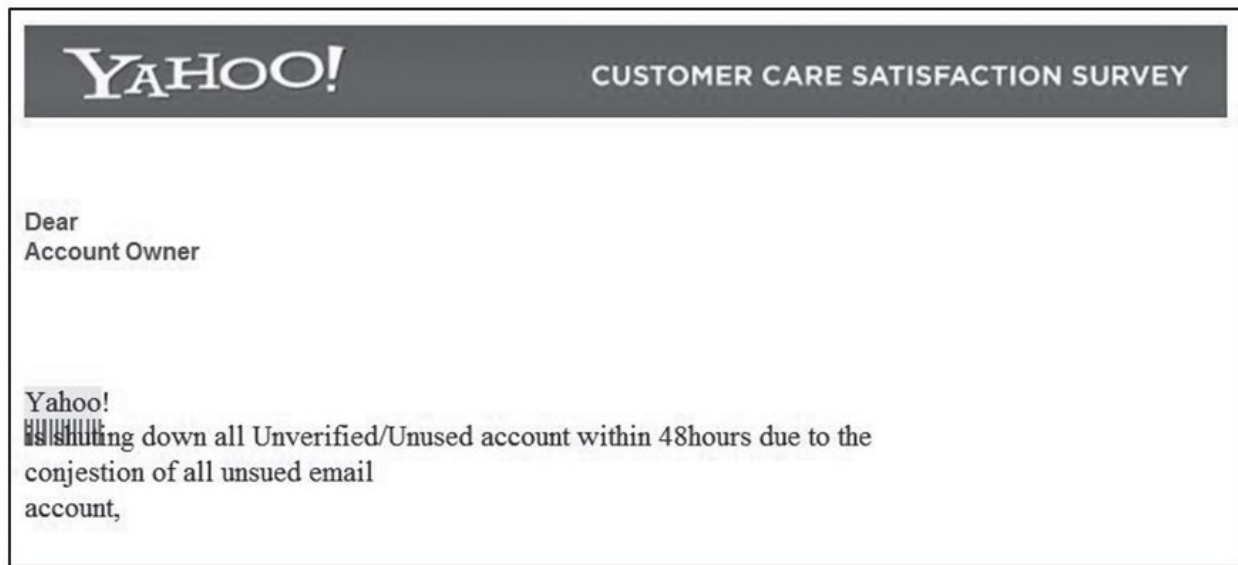 YAHOO! CUSTOMER CARE SATISFACTION SURVEY
Dear
Account Owner
Yahoo!
is shuting down all Unverified/Unused account within 48hours due to the
conjestion of all unsued email
account,